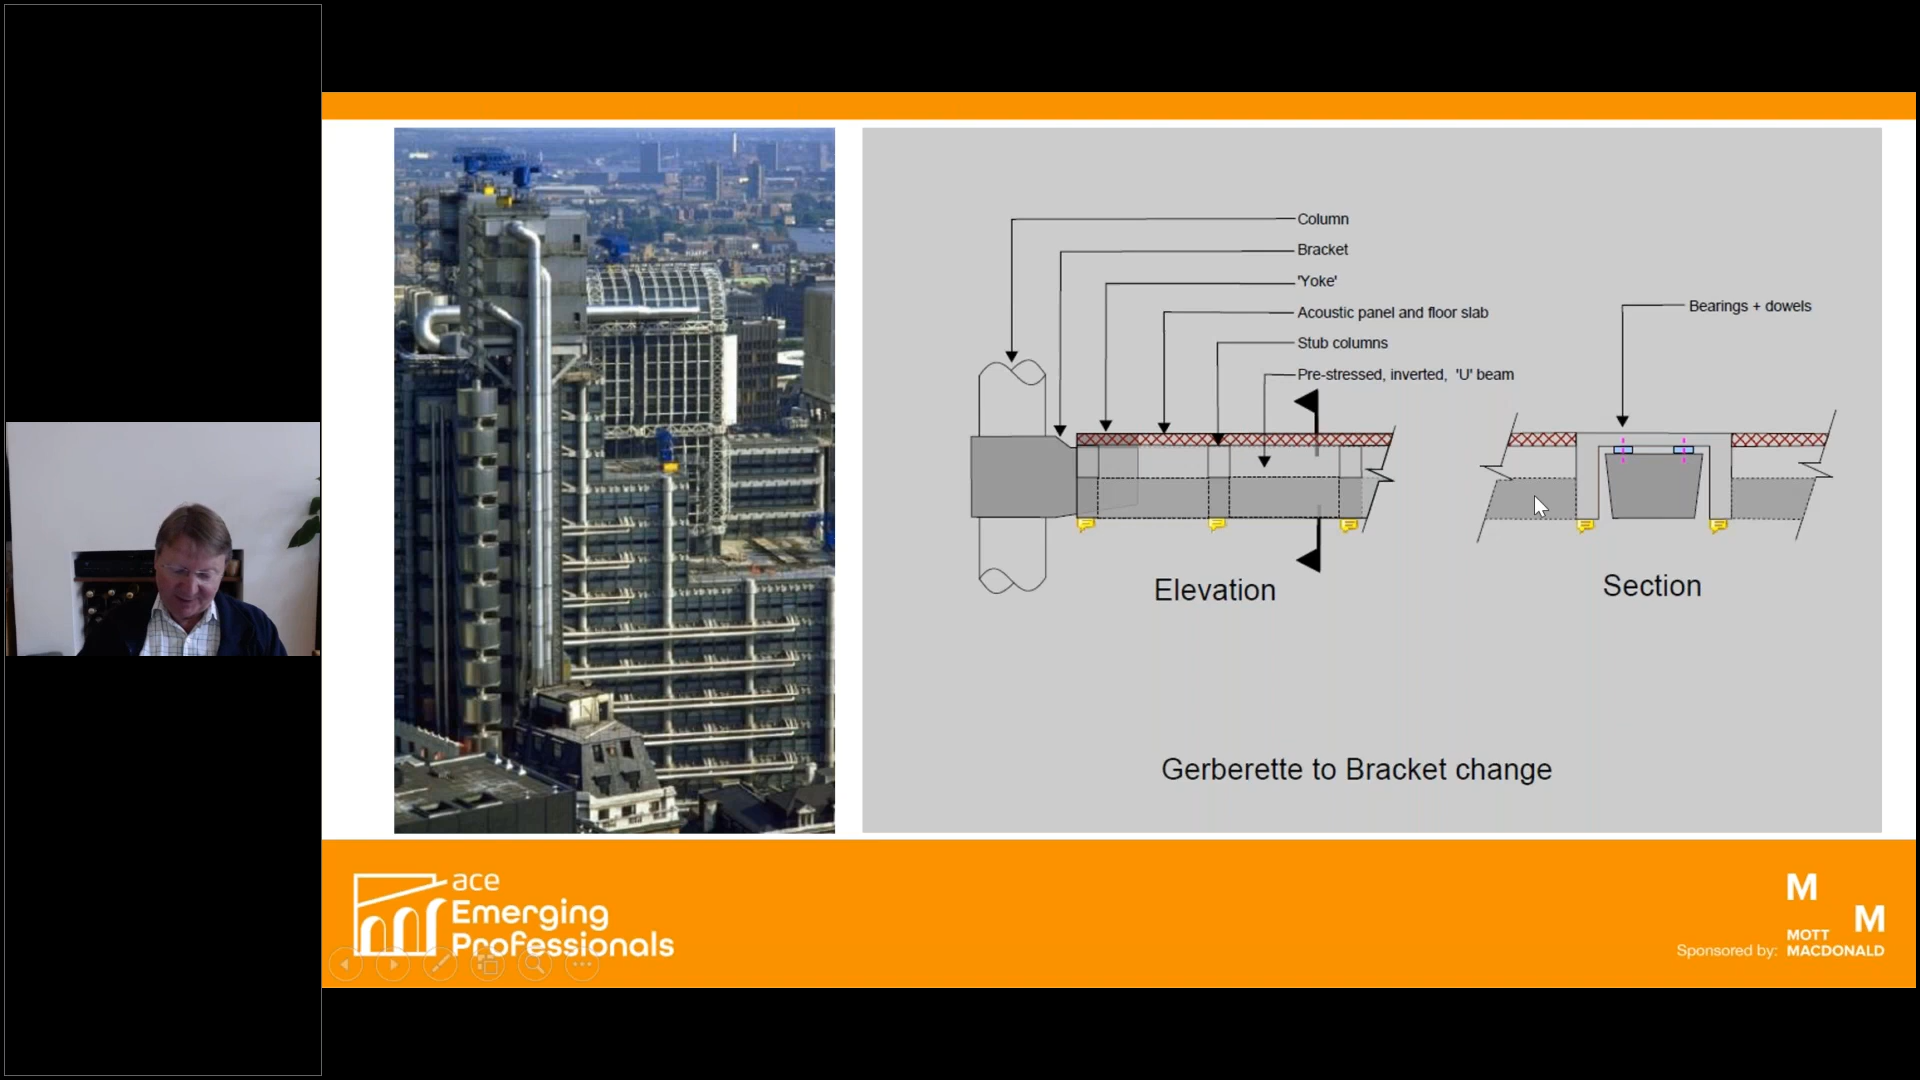 Column
Bracket
'Yoke'
Acoustic panel and floor slab
Stub columns
Pre-stressed, inverted, 'U' beam
Bearings + dowels
Elevation
Section
Gerberette to Bracket change
ace
Emerging
Professionals
M
M
Sponsored by: MOTT
MACDONALD